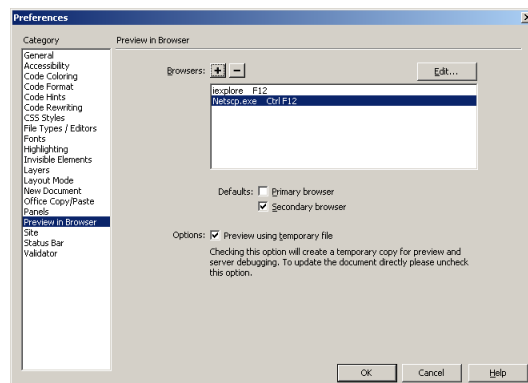 Preferences
Category
Preview in Browser
General
Accessibility
Code Coloring
Code Format
Code Hints
Code Rewriting
CSS Styles
File Types / Editors
Fonts
Highlighting
Invisible Elements
Layers
Layout Mode
New Document
Office Copy/Paste
Panels
Preview in Browser
Site
Status Bar
Validator
Browsers: + − Edit...
iexplore F12
Netscp.exe Ctrl F12
Defaults: Primary browser
Secondary browser
Options: Preview using temporary file
Checking this option will create a temporary copy for preview and
server debugging. To update the document directly please uncheck
this option.
OK Cancel Help